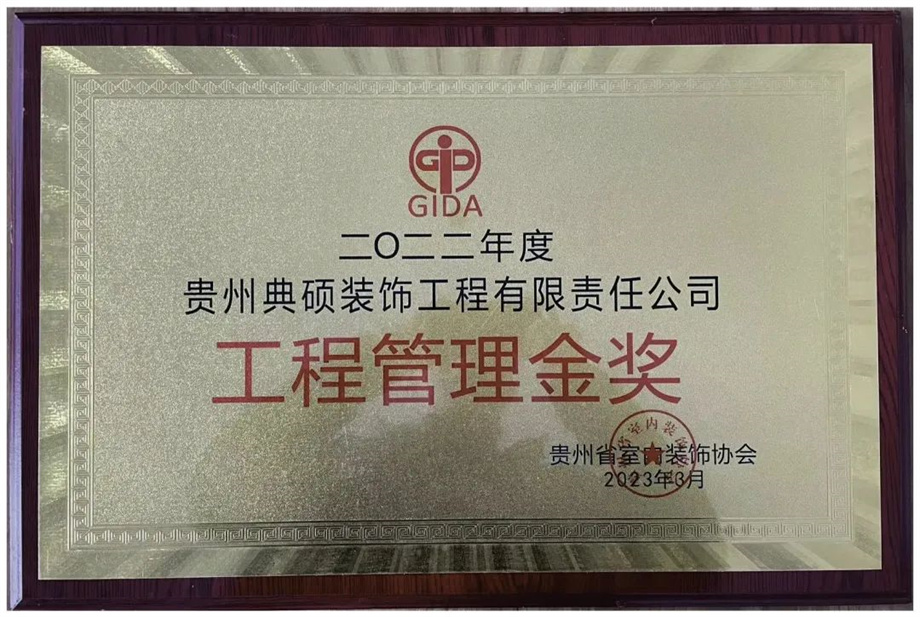 GID
GIDA
二〇二二年度
贵州典硕装饰工程有限责任公司
工程管理金奖
贵州省室内装饰协会
2023年3月